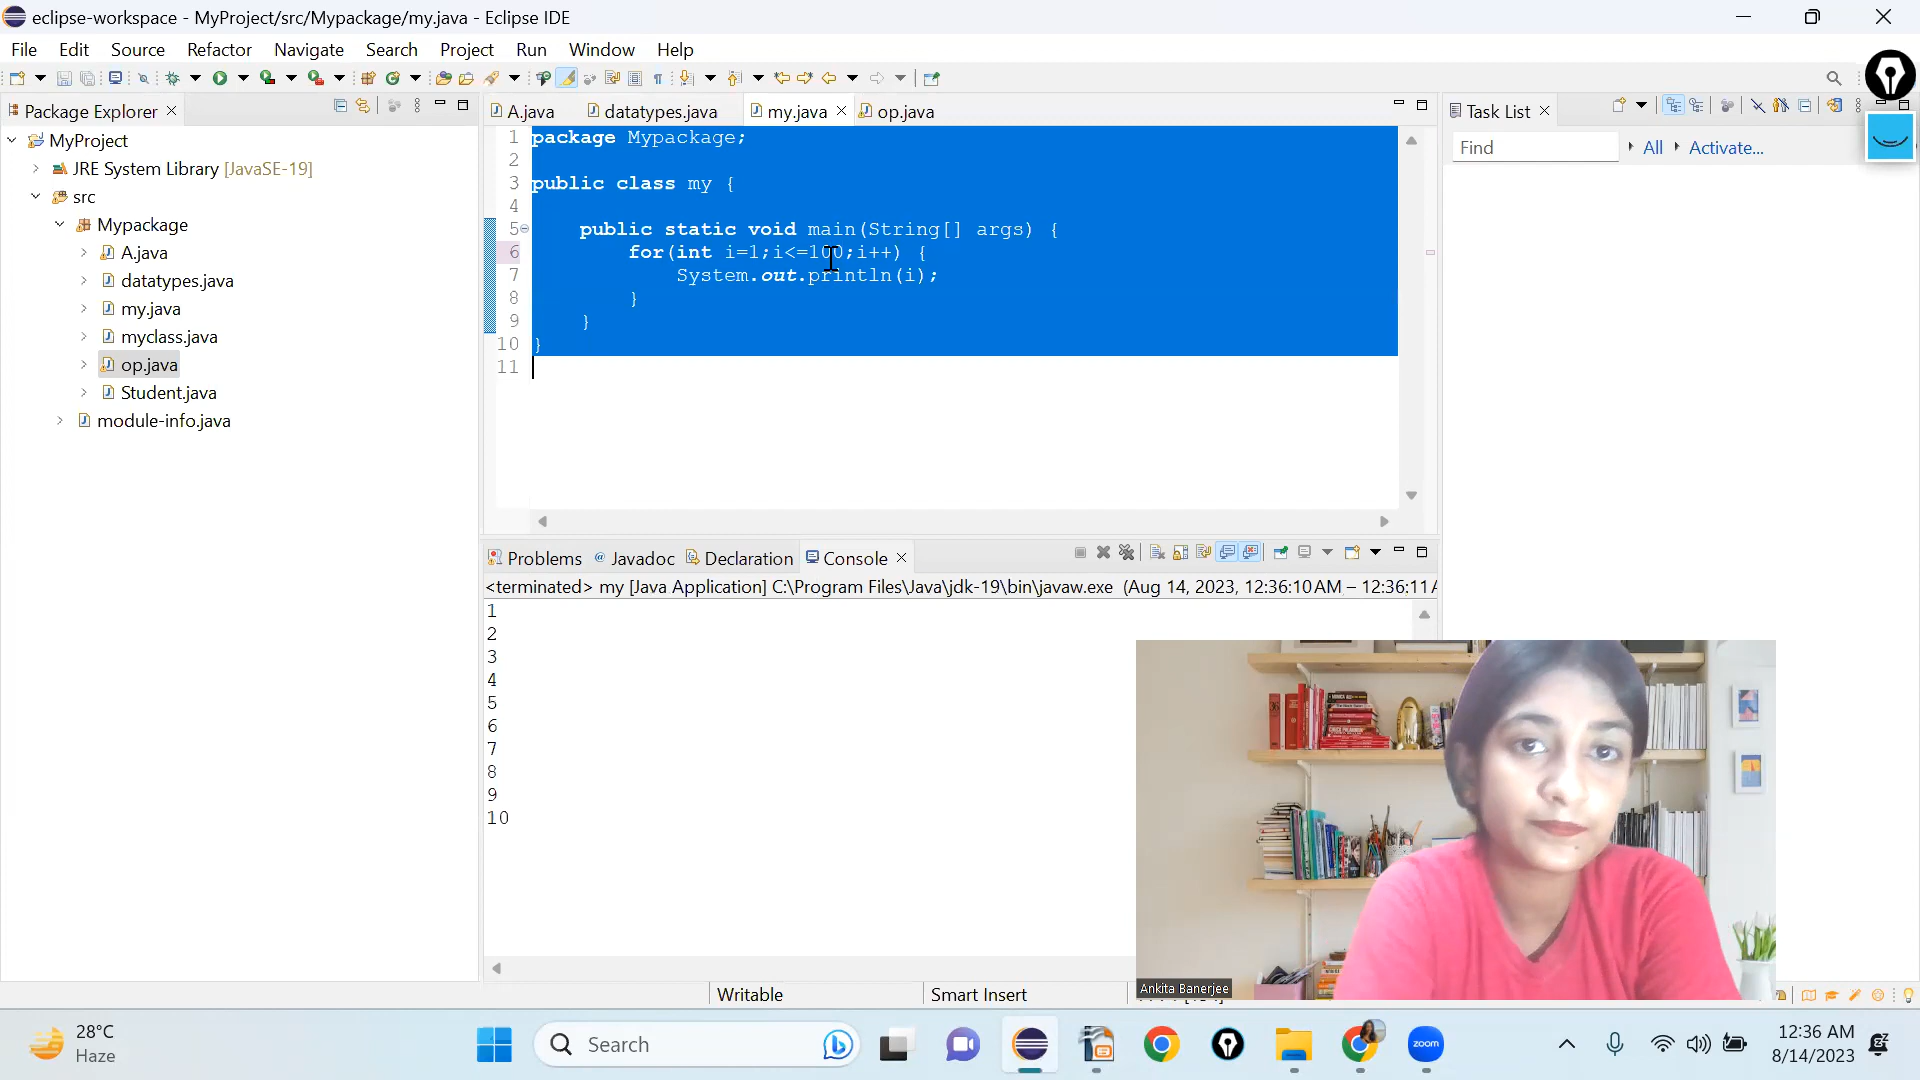 eclipse-workspace - MyProject/src/Mypackage/my.java - Eclipse IDE
File Edit Source Refactor Navigate Search Project Run Window Help
Package Explorer
MyProject
JRE System Library [JavaSE-19]
src
Mypackage
A.java
datatypes.java
my.java
myclass.java
op.java
Student.java
module-info.java
A.java datatypes.java my.java op.java
1 package Mypackage;
2
3 public class my {
4
5 public static void main(String[] args) {
6 for(int i=1;i<=100;i++) {
7 System.out.println(i);
8 }
9 }
10 }
11
Task List
Find All Activate...
Problems Javadoc Declaration Console
<terminated> my [Java Application] C:\Program Files\Java\jdk-19\bin\javaw.exe (Aug 14, 2023, 12:36:10 AM – 12:36:11
1
2
3
4
5
6
7
8
9
10
Ankita Banerjee
Writable Smart Insert
28°C
Haze
Search
zoom
12:36 AM
8/14/2023